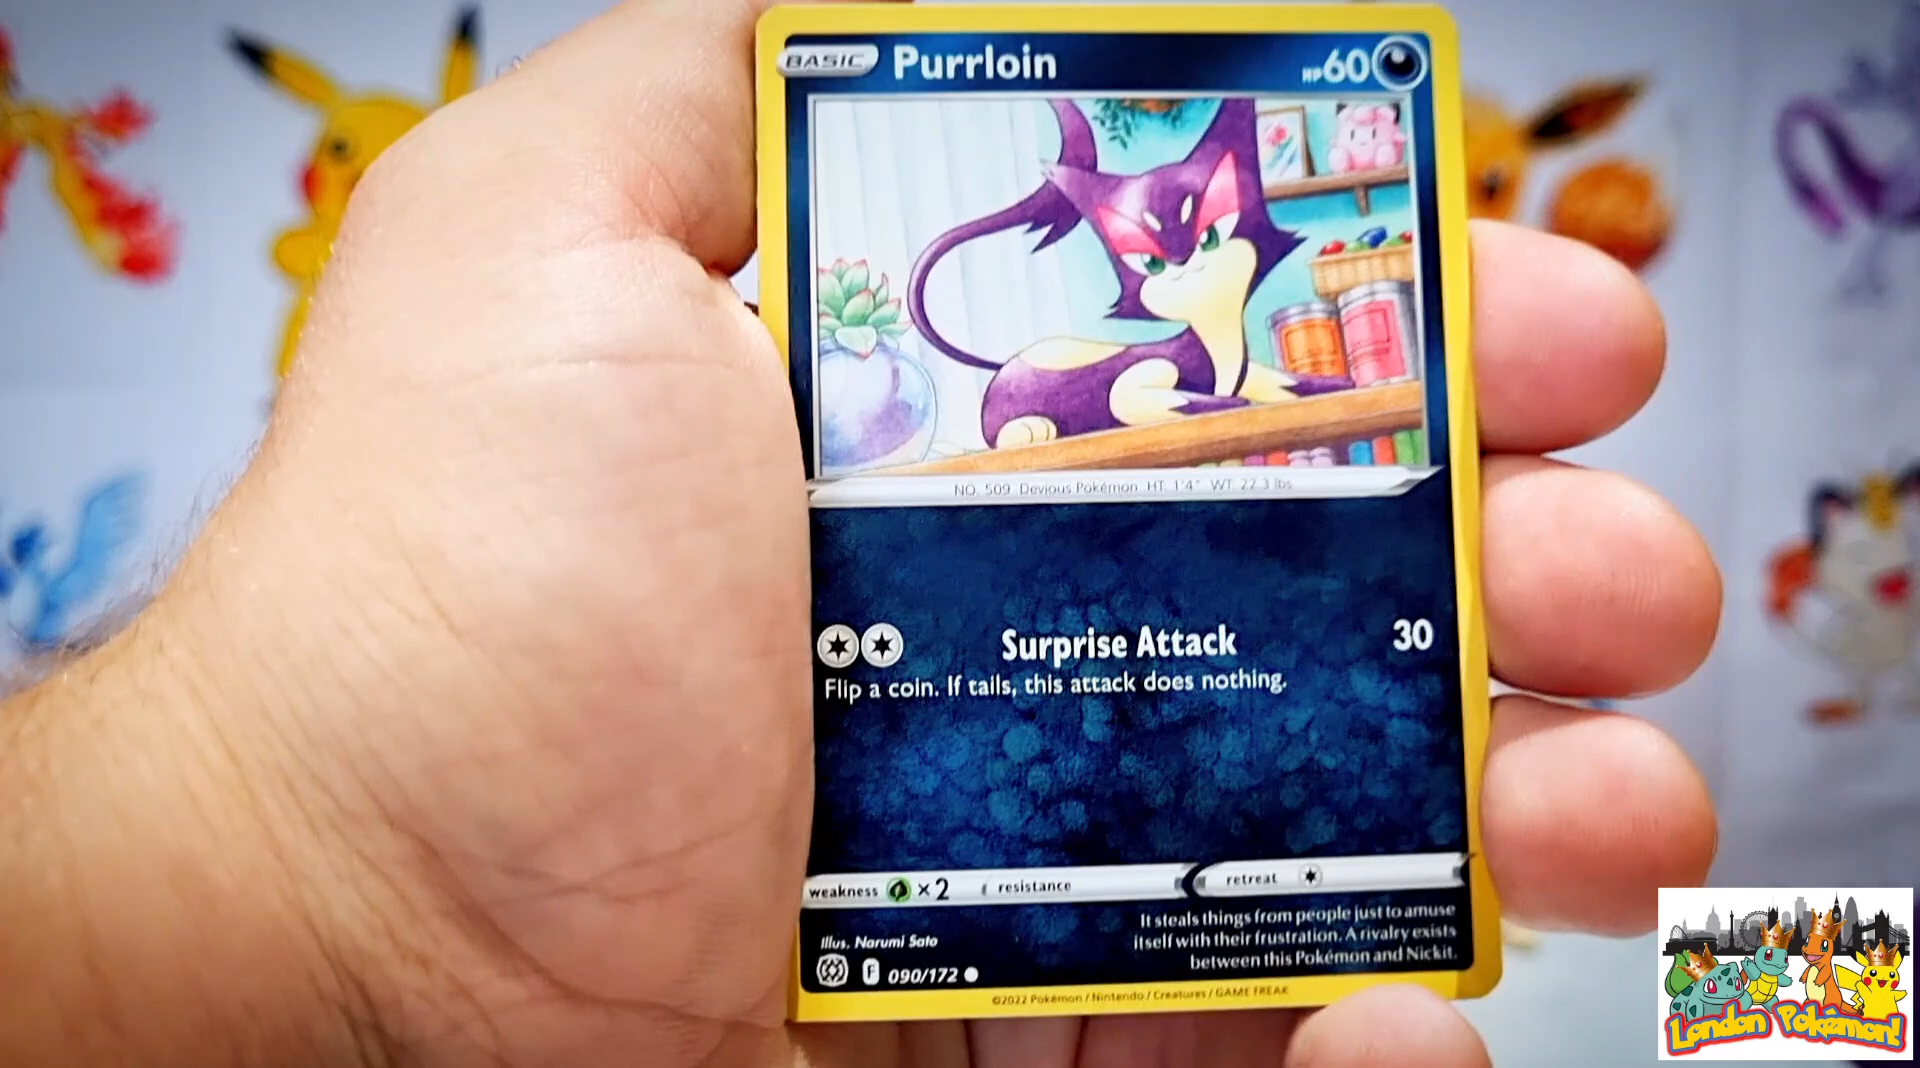 BASIC Purrloin HP60
NO. 509 Devious Pokémon HT: 1'4" WT: 22.3 lbs
Surprise Attack 30
Flip a coin. If tails, this attack does nothing.
weakness ×2 resistance retreat
It steals things from people just to amuse
itself with their frustration. A rivalry exists
between this Pokémon and Nickit.
Illus. Narumi Sato
F 090/172
©2022 Pokémon / Nintendo / Creatures / GAME FREAK
London Pokémon!